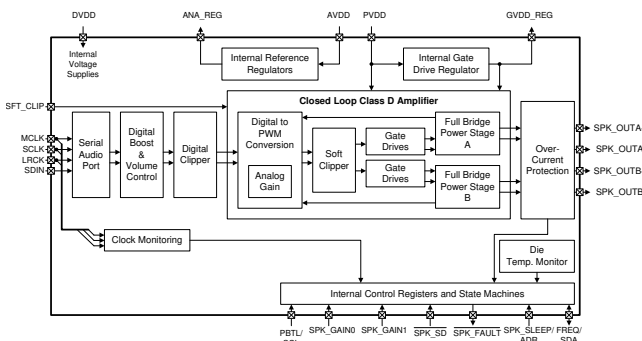 DVDD
ANA_REG
AVDD
PVDD
GVDD_REG
Internal
Voltage
Supplies
Internal Reference
Regulators
Internal Gate
Drive Regulator
SFT_CLIP
Closed Loop Class D Amplifier
MCLK
SCLK
LRCK
SDIN
Serial
Audio
Port
Digital
Boost
&
Volume
Control
Digital
Clipper
Digital to
PWM
Conversion
Analog
Gain
Soft
Clipper
Gate
Drives
Gate
Drives
Full Bridge
Power Stage
A
Full Bridge
Power Stage
B
Over-
Current
Protection
SPK_OUTA
SPK_OUTA
SPK_OUTB
SPK_OUTB
Clock Monitoring
Die
Temp. Monitor
Internal Control Registers and State Machines
PBTL/
SPK_GAIN0
SPK_GAIN1
SPK_SD
SPK_FAULT
SPK_SLEEP/
ADR
FREQ/
SDA